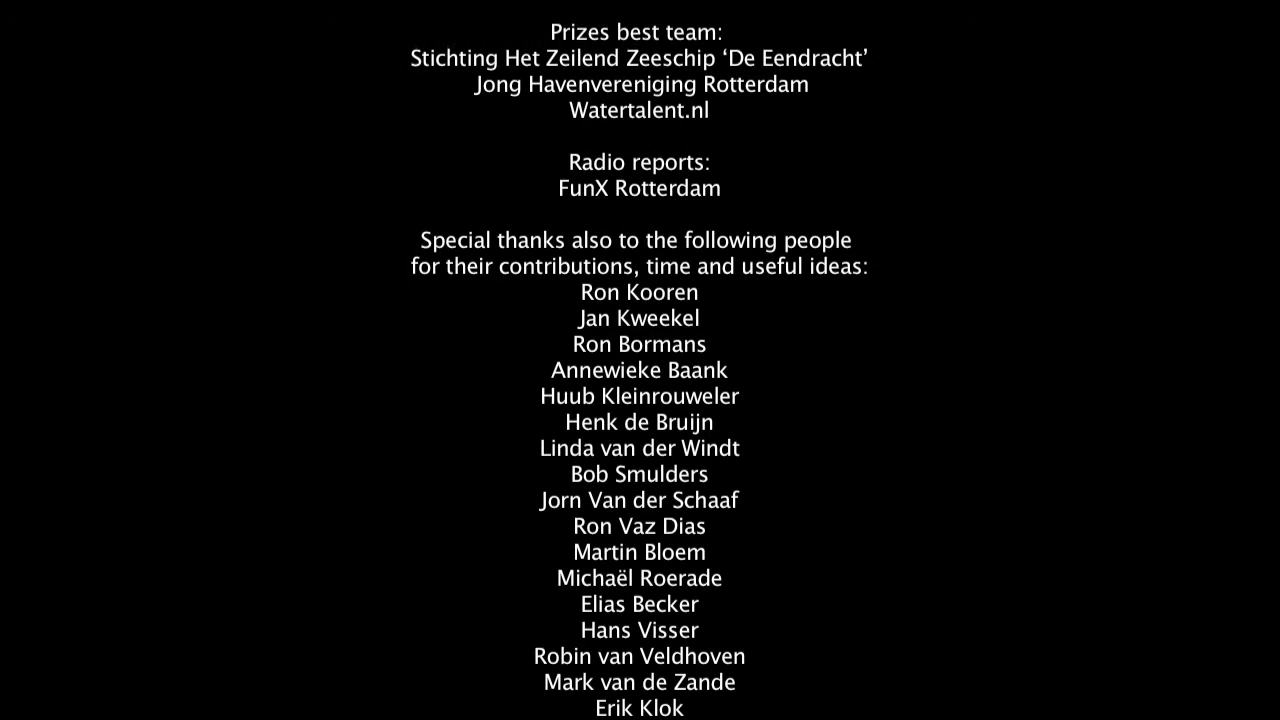 Prizes best team:
Stichting Het Zeilend Zeeschip ‘De Eendracht’
Jong Havenvereniging Rotterdam
Watertalent.nl
Radio reports:
FunX Rotterdam
Special thanks also to the following people
for their contributions, time and useful ideas:
Ron Kooren
Jan Kweekel
Ron Bormans
Annewieke Baank
Huub Kleinrouweler
Henk de Bruijn
Linda van der Windt
Bob Smulders
Jorn Van der Schaaf
Ron Vaz Dias
Martin Bloem
Michaël Roerade
Elias Becker
Hans Visser
Robin van Veldhoven
Mark van de Zande
Erik Klok